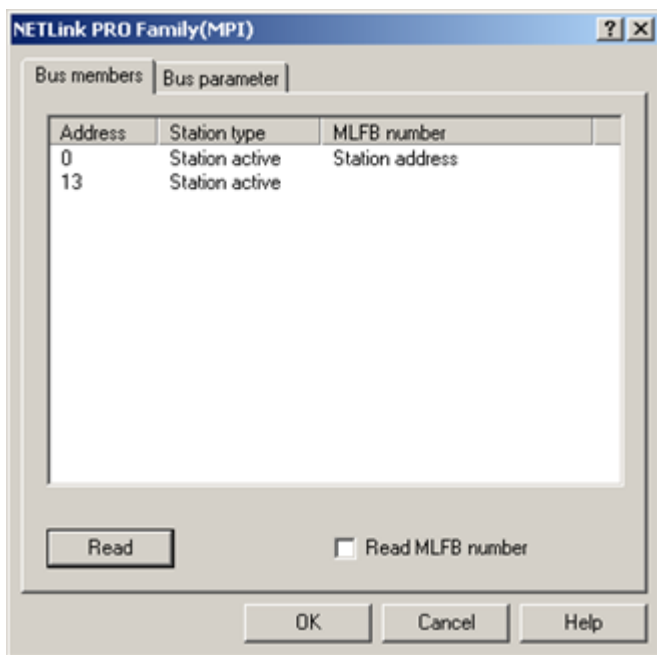 NETLink PRO Family(MPI)
Bus members Bus parameter
Address Station type MLFB number
0 Station active Station address
13 Station active
Read Read MLFB number
OK Cancel Help